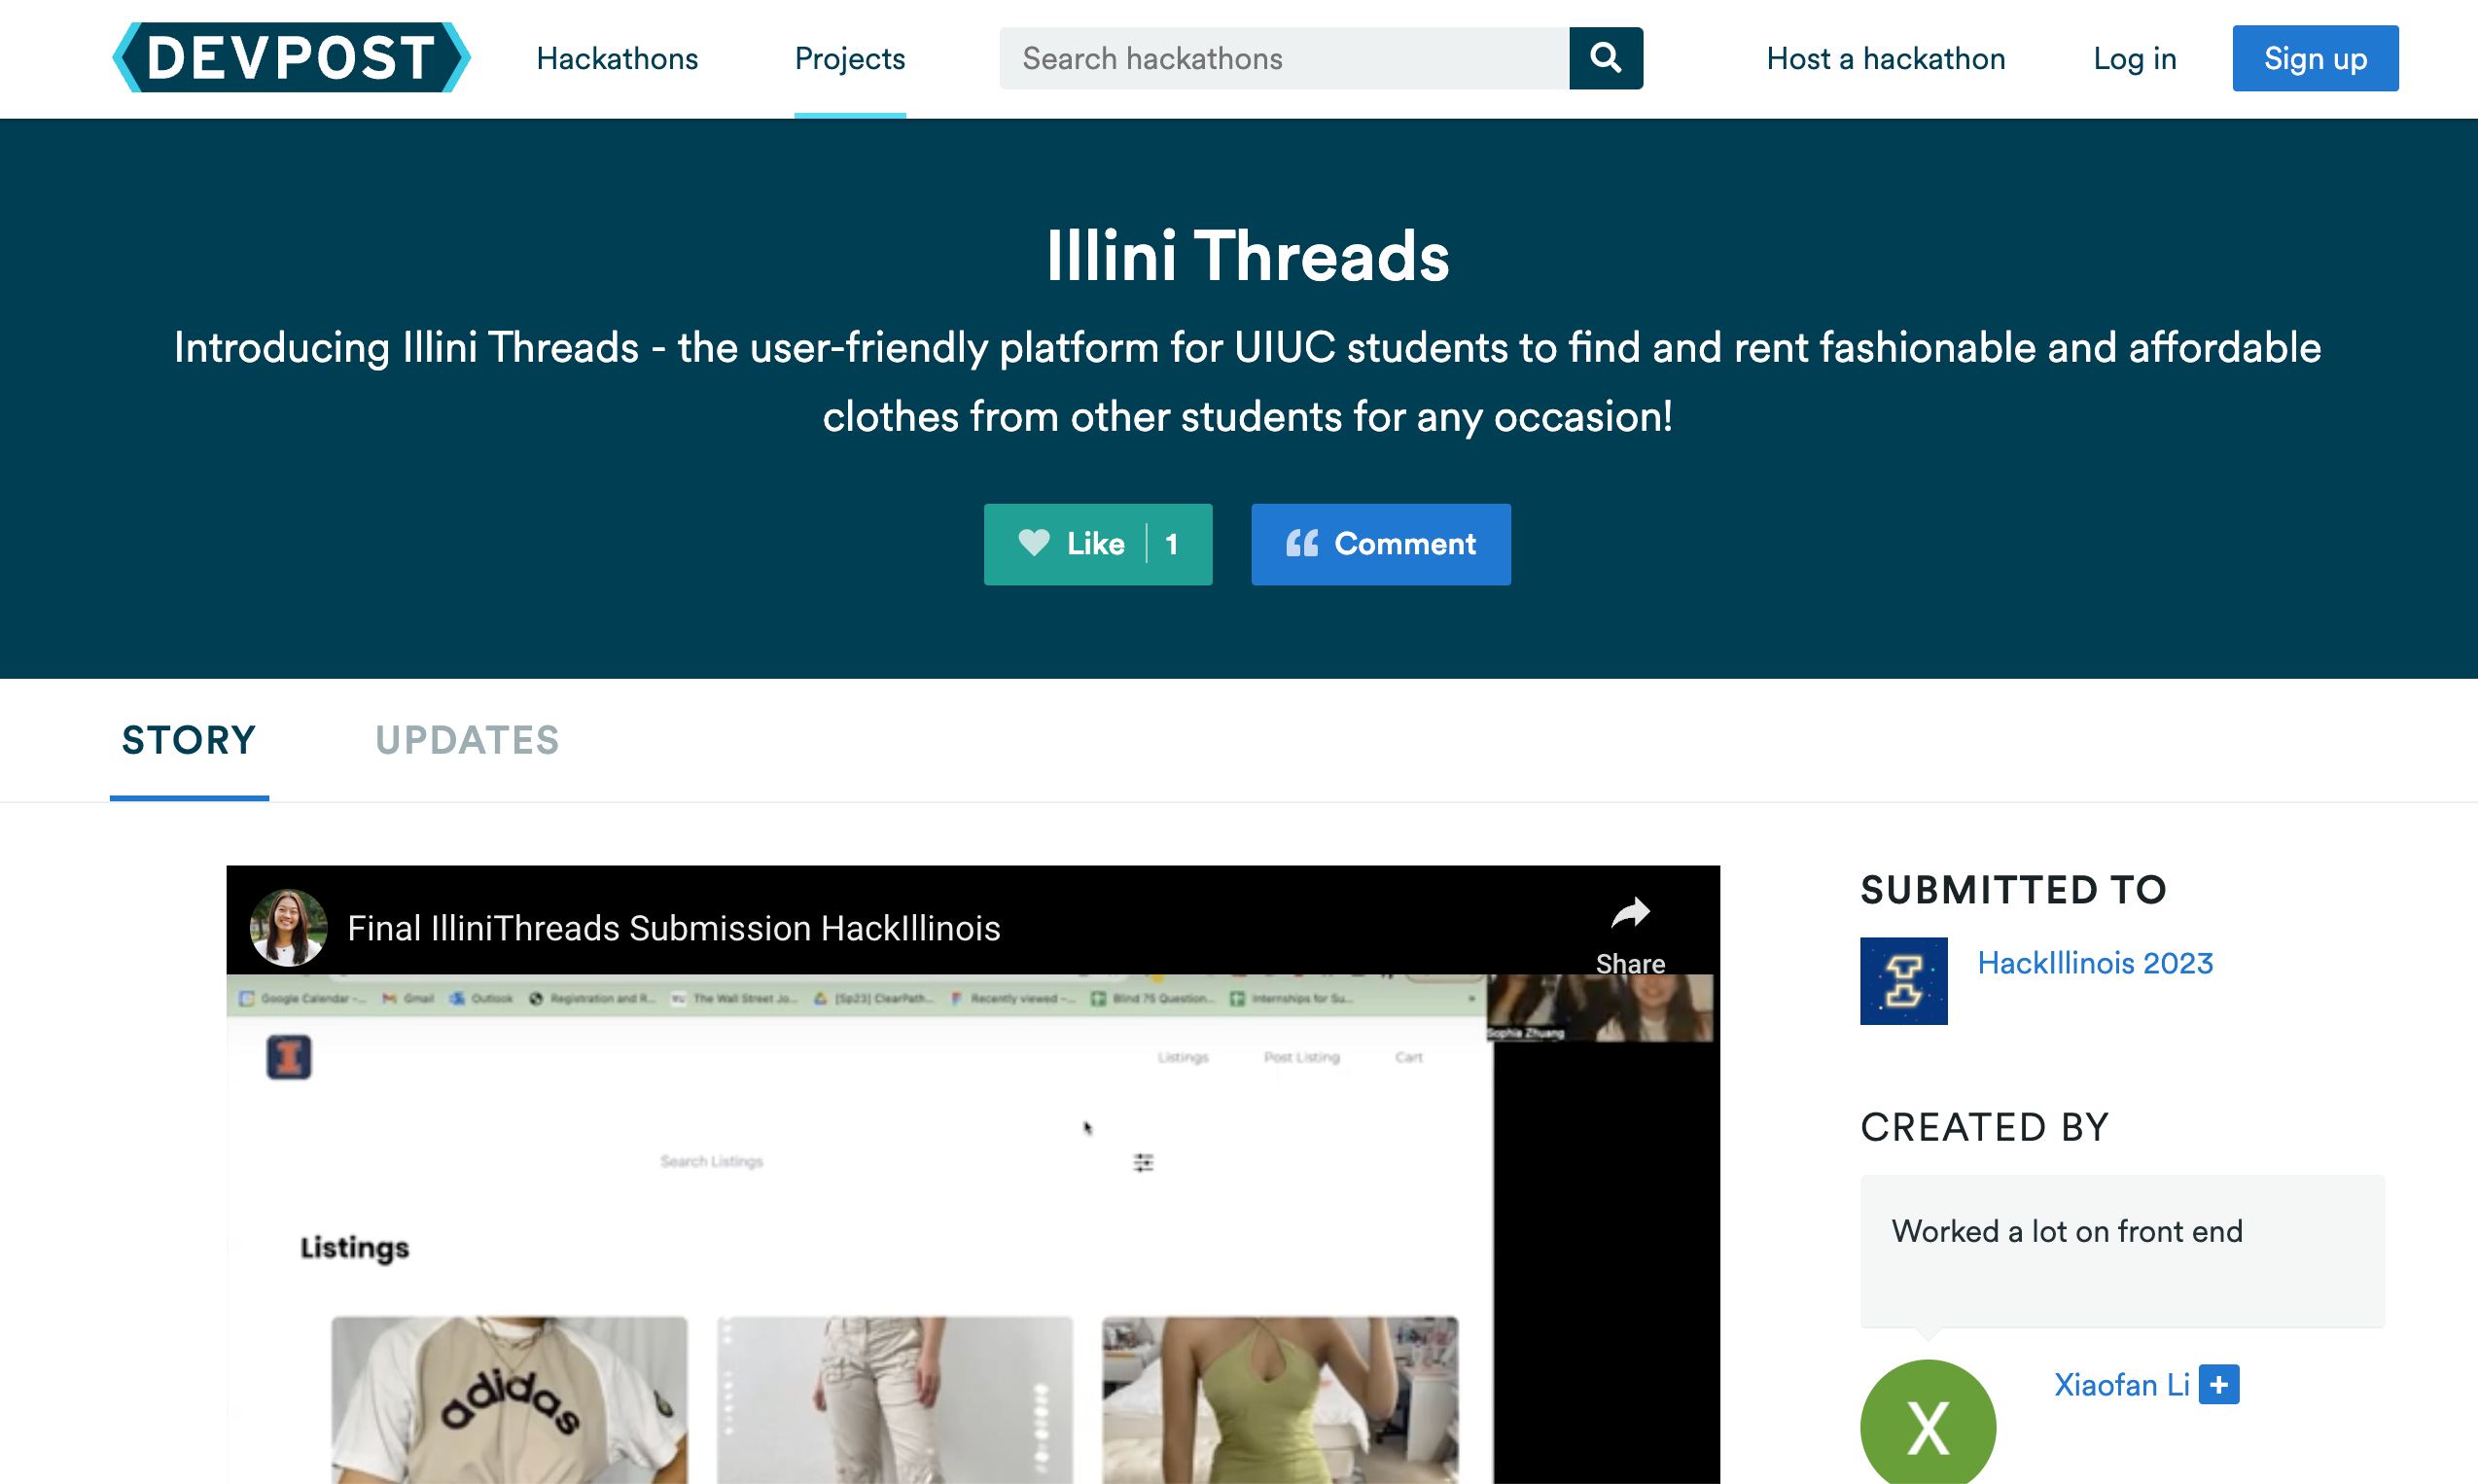 DEVPOST
Hackathons
Projects
Search hackathons
Host a hackathon
Log in
Sign up
Illini Threads
Introducing Illini Threads - the user-friendly platform for UIUC students to find and rent fashionable and affordable
clothes from other students for any occasion!
Like 1
Comment
STORY
UPDATES
Final IlliniThreads Submission HackIllinois
Share
Google Calendar -...
Gmail
Outlook
Registration and R...
The Wall Street Jo...
[Sp23] ClearPath...
Recently viewed -...
Blind 75 Question...
Internships for Su...
Sophia Zhuang
Listings
Post Listing
Cart
Search Listings
Listings
adidas
SUBMITTED TO
HackIllinois 2023
CREATED BY
Worked a lot on front end
X
Xiaofan Li